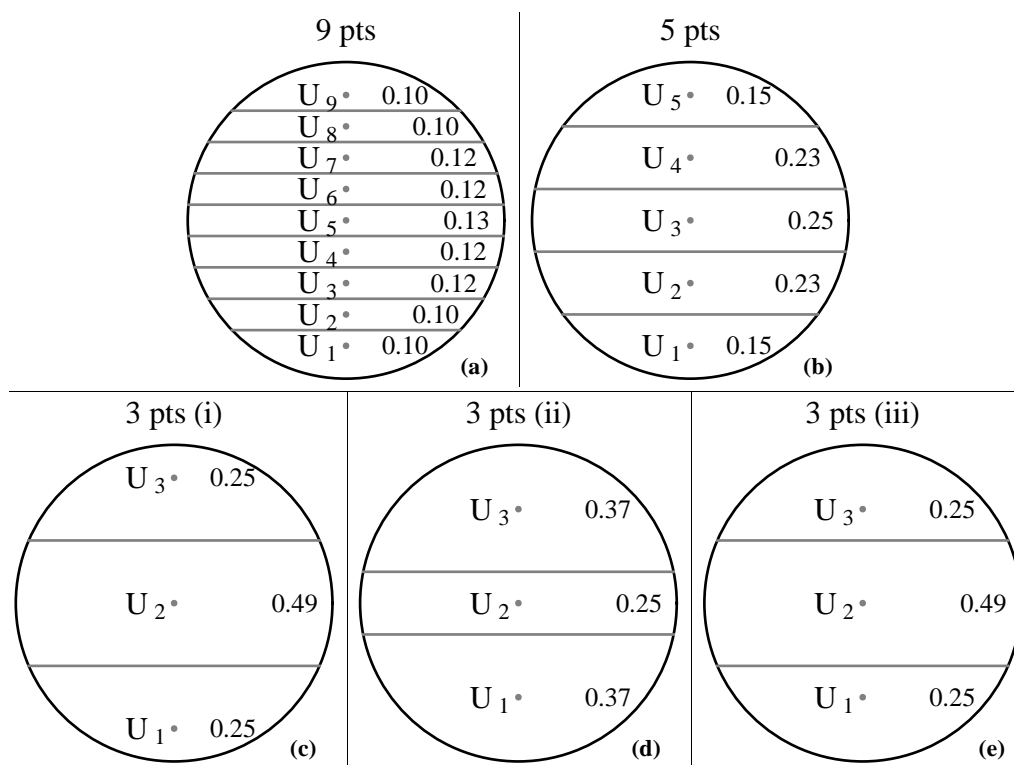 9 pts
U 9 0.10
U 8 0.10
U 7 0.12
U 6 0.12
U 5 0.13
U 4 0.12
U 3 0.12
U 2 0.10
U 1 0.10
(a)
5 pts
U 5 0.15
U 4 0.23
U 3 0.25
U 2 0.23
U 1 0.15
(b)
3 pts (i)
U 3 0.25
U 2 0.49
U 1 0.25
(c)
3 pts (ii)
U 3 0.37
U 2 0.25
U 1 0.37
(d)
3 pts (iii)
U 3 0.25
U 2 0.49
U 1 0.25
(e)